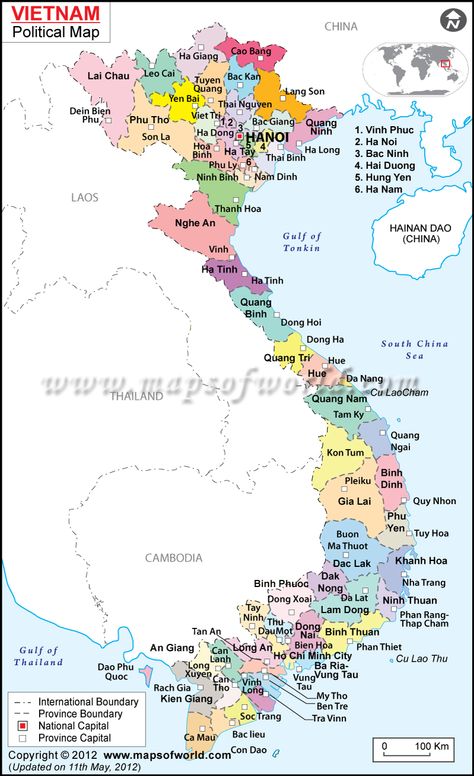 VIETNAM
Political Map
CHINA
N
Ha Giang
Cao Bang
Lai Chau
Leo Cai
Tuyen
Quang
Bac Kan
Yen Bai
Lang Son
Thai Nguyen
Dein Bien
Phu
Phu Tho
Viet Tri
1
2
3
Bac Giang
Quang
Ninh
Son La
Ha Dong
HANOI
Hoa
Binh
Ha Tay
5
4
Ha Long
Thai Binh
Phu Ly
6
Ninh Binh
Nam Dinh
1. Vinh Phuc
2. Ha Noi
3. Bac Ninh
4. Hai Duong
5. Hung Yen
6. Ha Nam
LAOS
Thanh Hoa
Nghe An
HAINAN DAO
(CHINA)
Gulf of
Tonkin
Vinh
Ha Tinh
Ha Tinh
Quang
Binh
Dong Hoi
Dong Ha
South China
Sea
Quang Tri
Hue
Hue
Da Nang
www.mapsofworld.com
Cu LaoCham
THAILAND
Quang Nam
Tam Ky
Quang
Ngai
Kon Tum
Binh
Dinh
Pleiku
Gia Lai
Quy Nhon
Phu
Yen
Tuy Hoa
Buon
Ma Thuot
Dac Lak
CAMBODIA
Khanh Hoa
Nha Trang
Binh Phuoc
Dak
Nong
Dong Xoai
Da Lat
Lam Dong
Ninh Thuan
Tay
Ninh
Phan Rang-
Thap Cham
Thu
DauMot
Dong
Nai
Binh Thuan
Tan An
Bien Hoa
Phan Thiet
An Giang
Long An
Ho Chi Minh City
Can
Lanh
Ba Ria-
Vung Tau
Cu Lao Thu
Gulf of
Thailand
Dao Phu
Quoc
Long
Xuyen
Vung
Tau
Rach Gia
Can
Tho
Vinh
Long
My Tho
Kien Giang
Ben Tre
Soc Trang
Tra Vinh
Ca Mau
Bac lieu
Con Dao
International Boundary
Province Boundary
National Capital
Province Capital
100 Km
Copyright © 2012 www.mapsofworld.com
(Updated on 11th May, 2012)